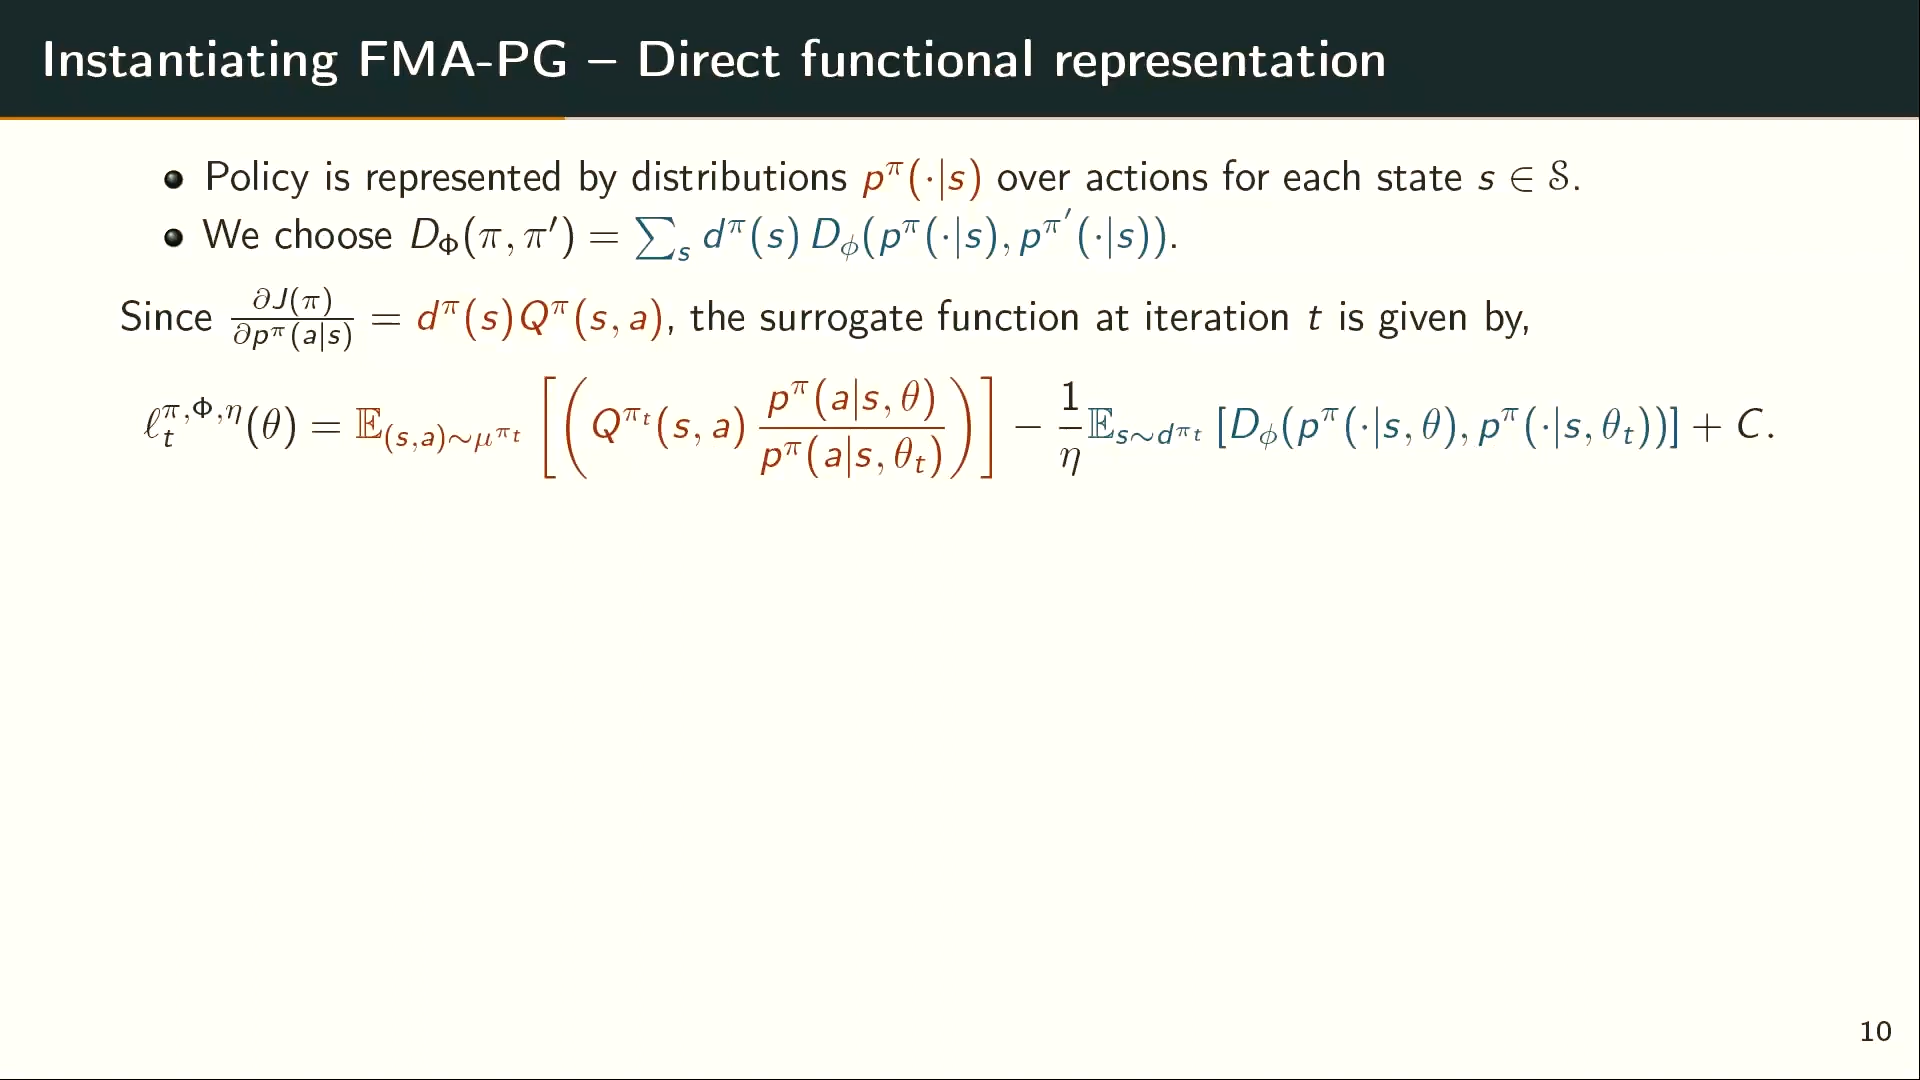 Instantiating FMA-PG – Direct functional representation
• Policy is represented by distributions p^π(·|s) over actions for each state s ∈ 𝒮.
• We choose D_Φ(π, π′) = ∑_s d^π(s) D_ϕ(p^π(·|s), p^π′(·|s)).
Since ∂J(π)/∂p^π(a|s) = d^π(s)Q^π(s, a), the surrogate function at iteration t is given by,
ℓ_t^{π,Φ,η}(θ) = 𝔼_{(s,a)∼μ^{π_t}} [(Q^{π_t}(s, a) p^π(a|s, θ)/p^π(a|s, θ_t))] − 1/η 𝔼_{s∼d^{π_t}} [D_ϕ(p^π(·|s, θ), p^π(·|s, θ_t))] + C.
10